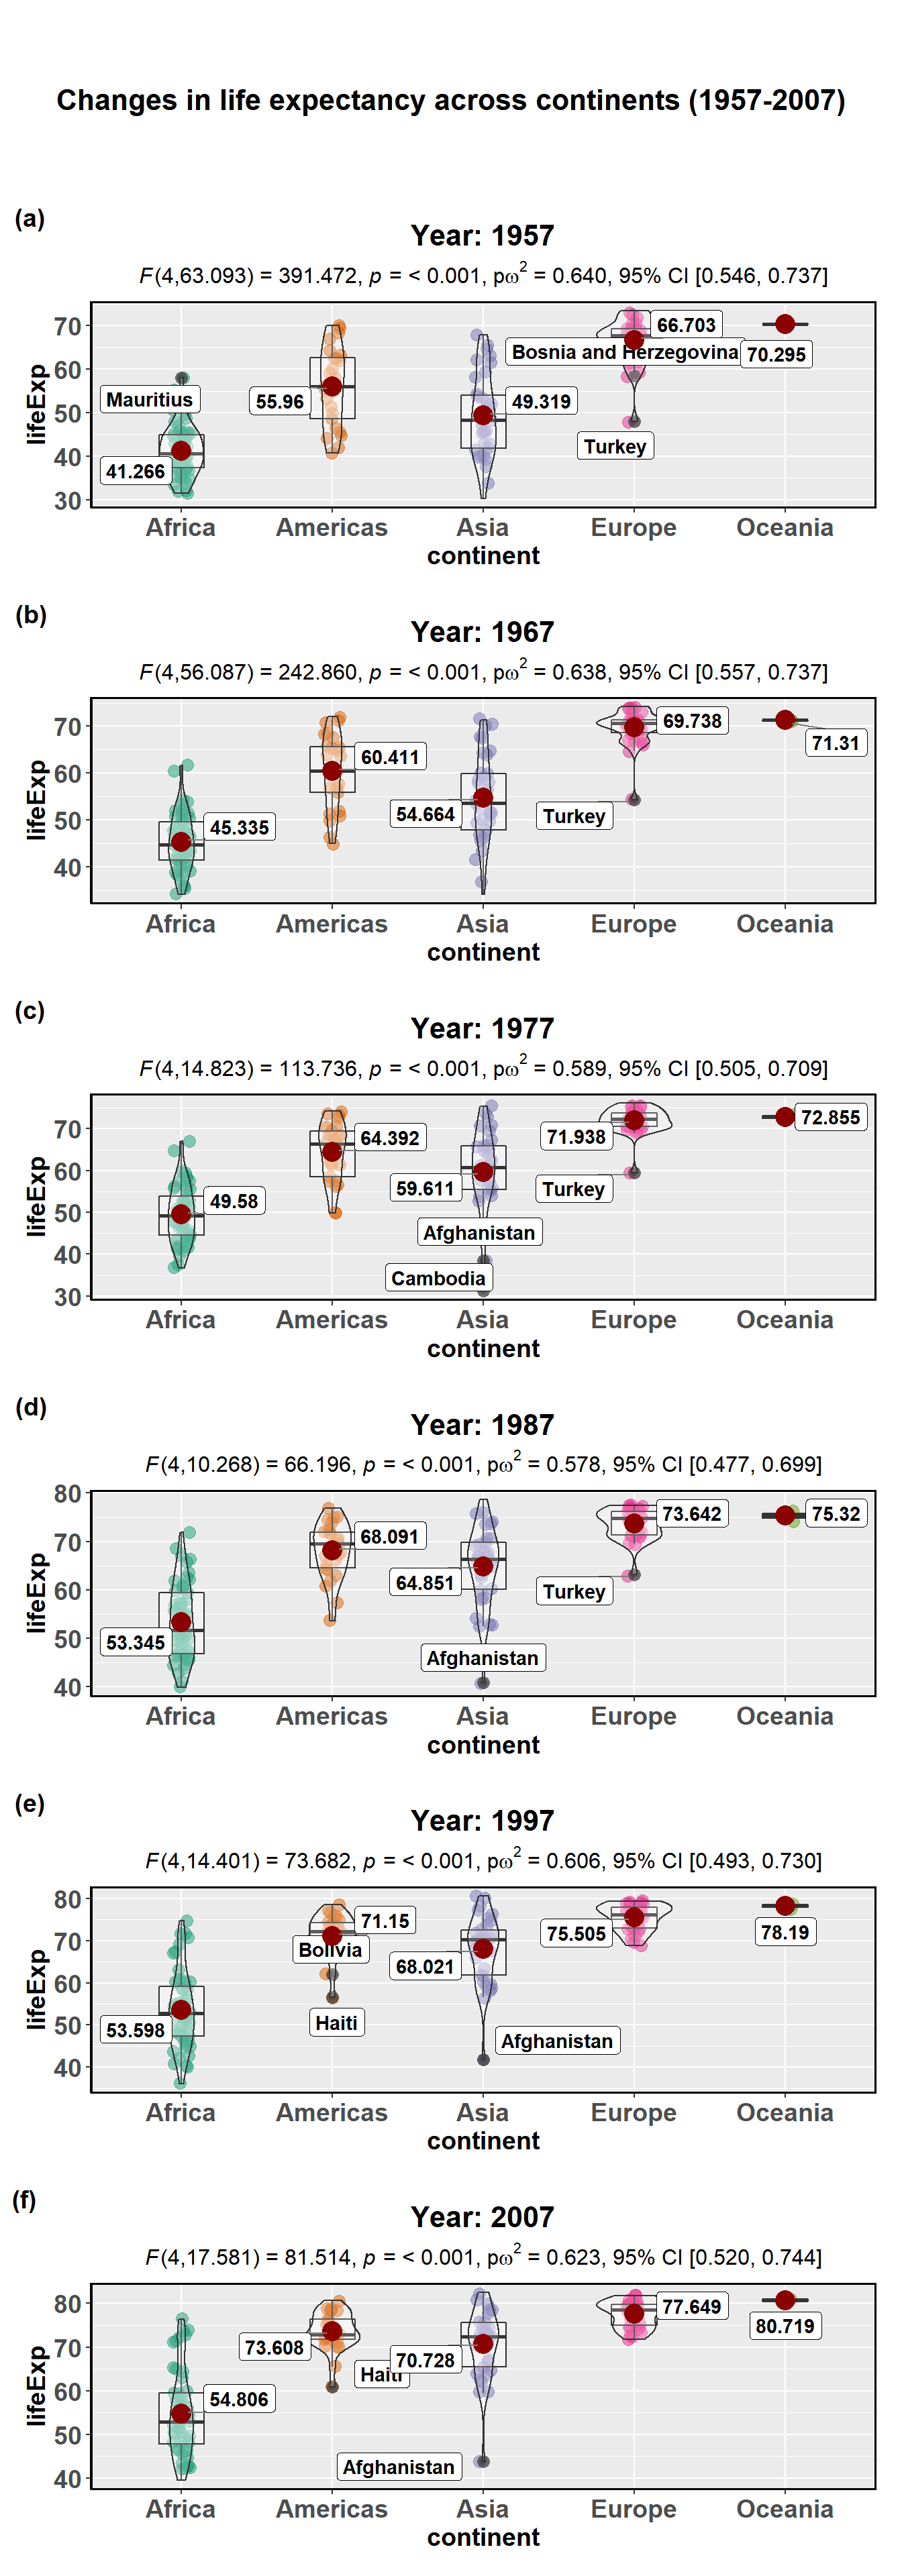 Changes in life expectancy across continents (1957-2007)
(a)
Year: 1957
F(4,63.093) = 391.472, p = < 0.001, pω² = 0.640, 95% CI [0.546, 0.737]
lifeExp
70
60
50
40
30
Mauritius
41.266
55.96
49.319
66.703
Bosnia and Herzegovina
Turkey
70.295
Africa Americas Asia Europe Oceania
continent
(b)
Year: 1967
F(4,56.087) = 242.860, p = < 0.001, pω² = 0.638, 95% CI [0.557, 0.737]
lifeExp
70
60
50
40
45.335
60.411
54.664
69.738
Turkey
71.31
Africa Americas Asia Europe Oceania
continent
(c)
Year: 1977
F(4,14.823) = 113.736, p = < 0.001, pω² = 0.589, 95% CI [0.505, 0.709]
lifeExp
70
60
50
40
30
49.58
64.392
59.611
Afghanistan
Cambodia
71.938
Turkey
72.855
Africa Americas Asia Europe Oceania
continent
(d)
Year: 1987
F(4,10.268) = 66.196, p = < 0.001, pω² = 0.578, 95% CI [0.477, 0.699]
lifeExp
80
70
60
50
40
53.345
68.091
64.851
Afghanistan
73.642
Turkey
75.32
Africa Americas Asia Europe Oceania
continent
(e)
Year: 1997
F(4,14.401) = 73.682, p = < 0.001, pω² = 0.606, 95% CI [0.493, 0.730]
lifeExp
80
70
60
50
40
53.598
71.15
Bolivia
Haiti
68.021
Afghanistan
75.505
78.19
Africa Americas Asia Europe Oceania
continent
(f)
Year: 2007
F(4,17.581) = 81.514, p = < 0.001, pω² = 0.623, 95% CI [0.520, 0.744]
lifeExp
80
70
60
50
40
54.806
73.608
Haiti
70.728
Afghanistan
77.649
80.719
Africa Americas Asia Europe Oceania
continent